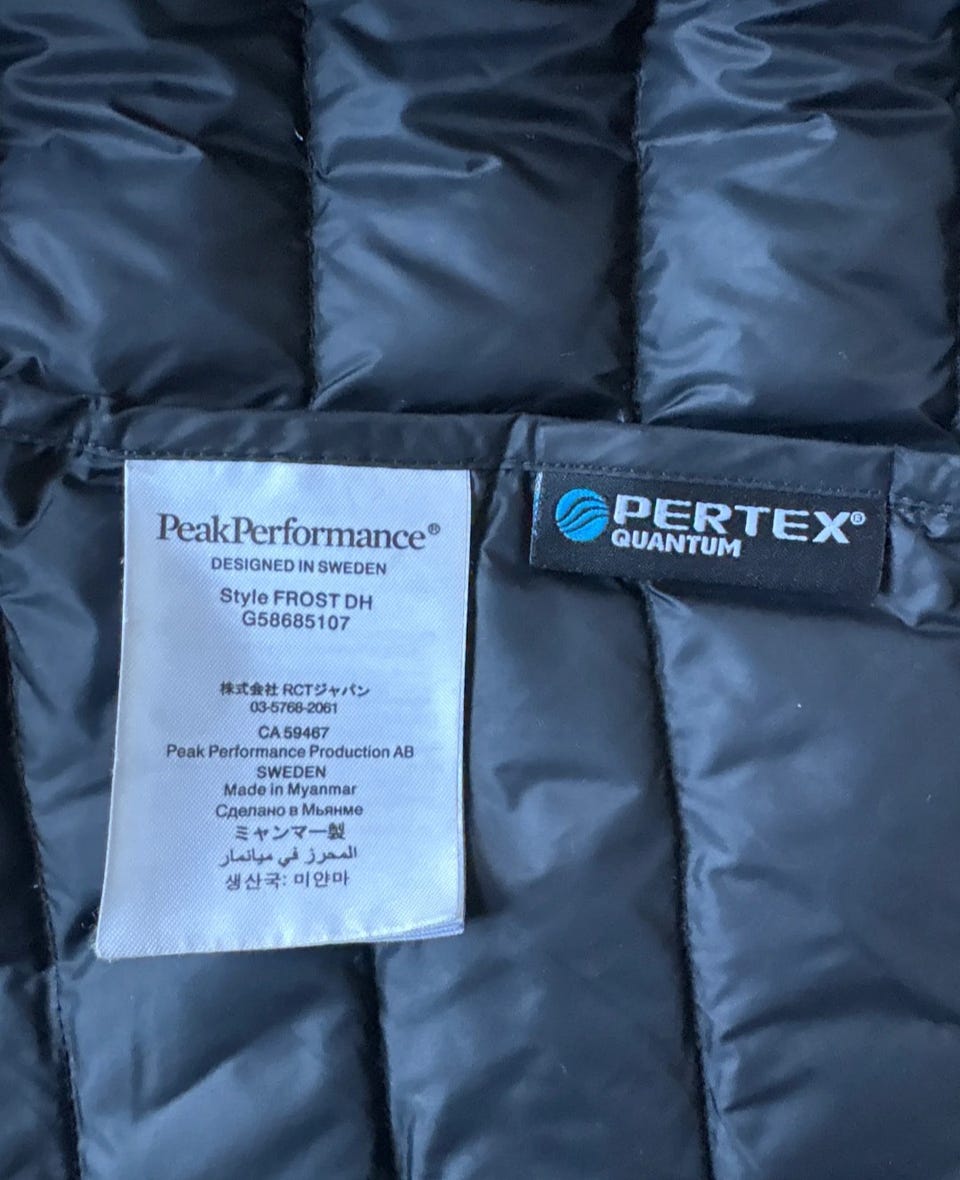 PeakPerformance®
DESIGNED IN SWEDEN
Style FROST DH
G58685107
株式会社 RCTジャパン
03-5768-2061
CA 59467
Peak Performance Production AB
SWEDEN
Made in Myanmar
Сделано в Мьянме
ミャンマー製
المحرز في ميانمار
생산국: 미얀마
PERTEX®
QUANTUM